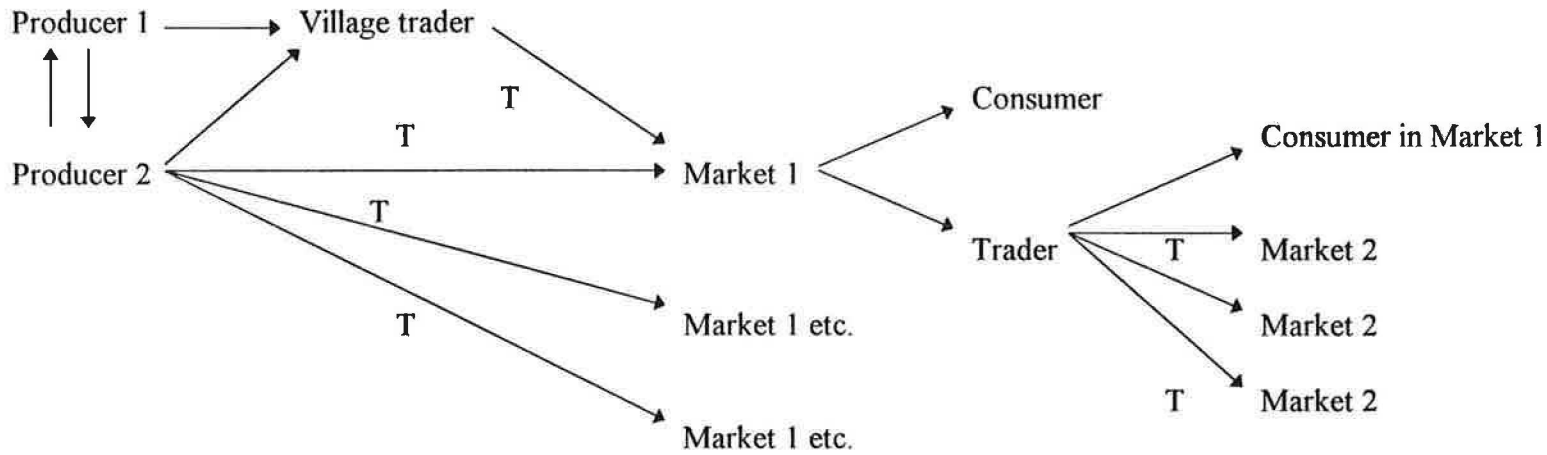 Producer 1 Village trader
T Consumer
T Consumer in Market 1
Producer 2 Market 1
T
Trader T Market 2
T Market 1 etc. Market 2
T Market 2
Market 1 etc.